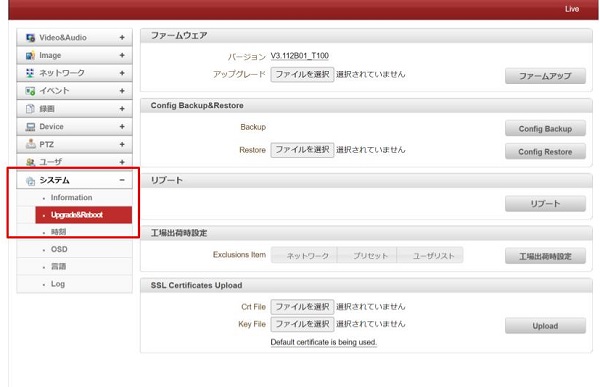 Live
Video&Audio +
Image +
ネットワーク +
イベント +
録画 +
Device +
PTZ +
ユーザ +
システム −
Information
Upgrade&Reboot
時刻
OSD
言語
Log
ファームウェア
バージョン V3.112B01_T100
アップグレード ファイルを選択 選択されていません ファームアップ
Config Backup&Restore
Backup Config Backup
Restore ファイルを選択 選択されていません Config Restore
リブート
リブート
工場出荷時設定
Exclusions Item ネットワーク プリセット ユーザリスト 工場出荷時設定
SSL Certificates Upload
Crt File ファイルを選択 選択されていません
Key File ファイルを選択 選択されていません Upload
Default certificate is being used.